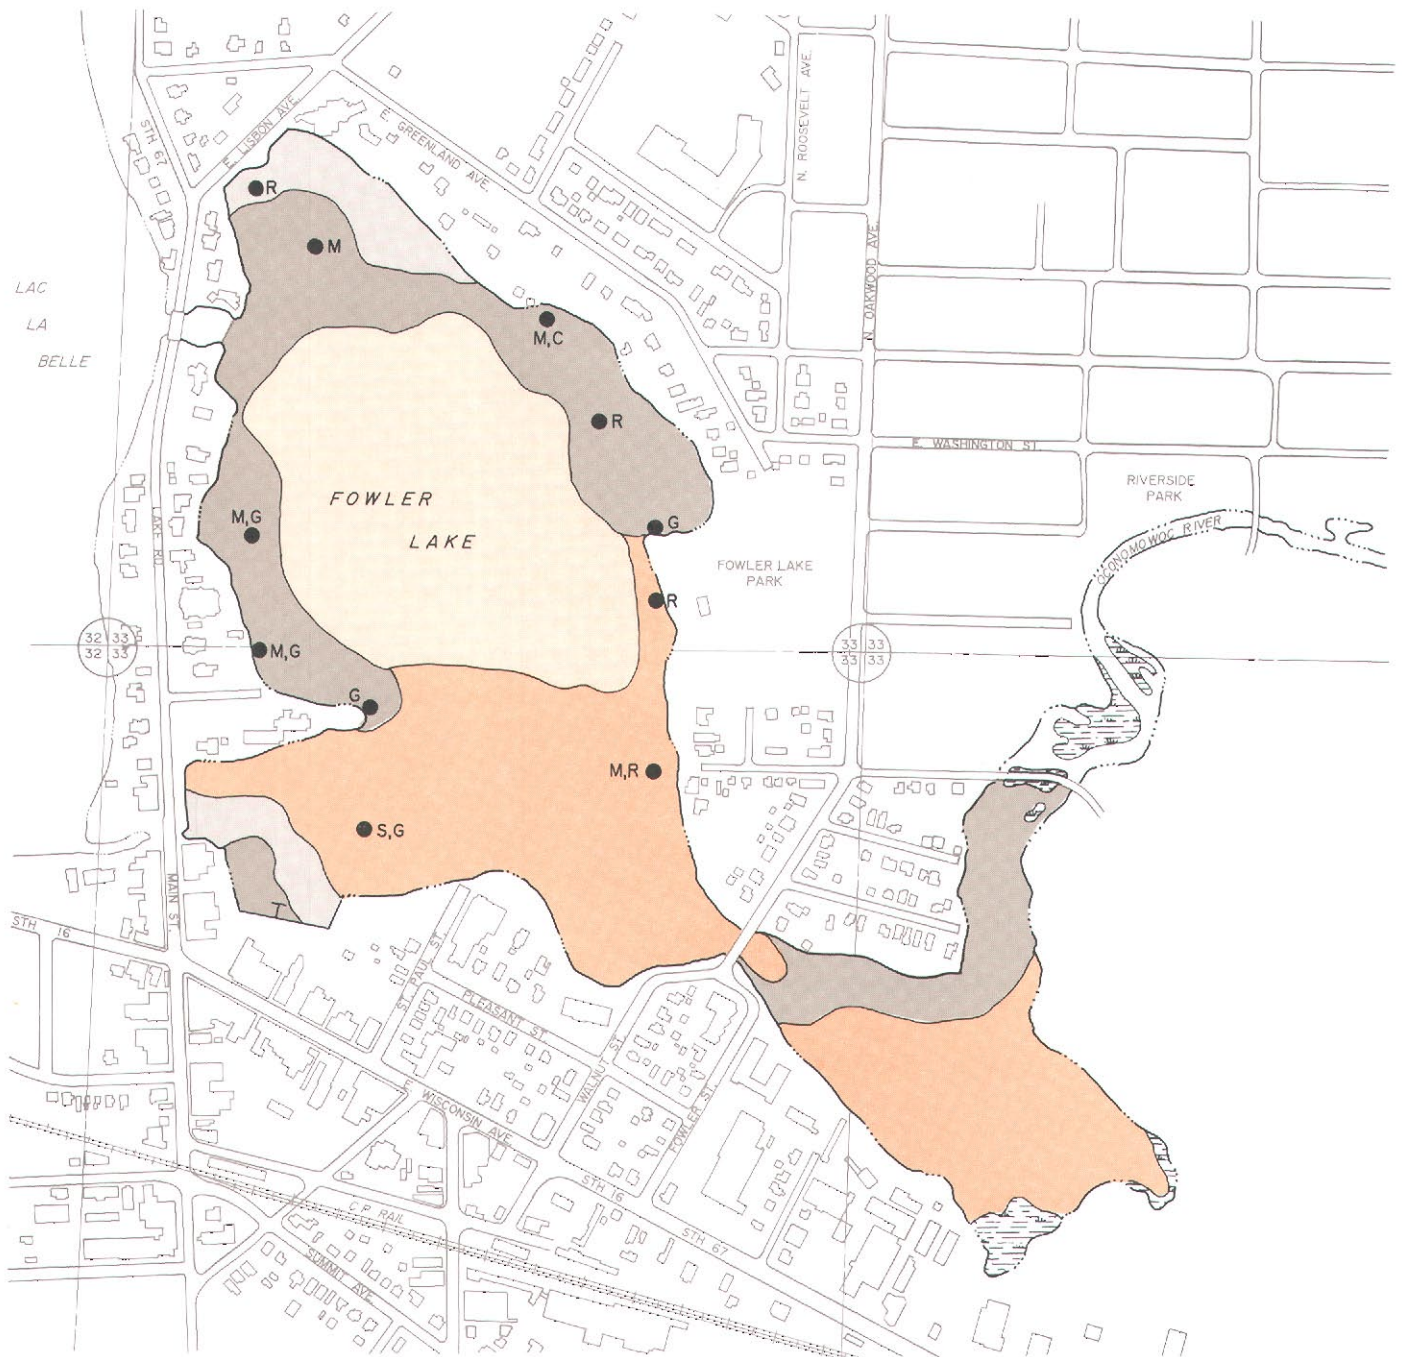 STH 67
E. LISBON AVE.
E. GREENLAND AVE.
N. ROOSEVELT AVE.
R
M
LAC
LA
BELLE
N. OAKWOOD AVE.
M,C
R
E. WASHINGTON ST.
RIVERSIDE
PARK
FOWLER
LAKE
M,G
G
LAKE RD.
OCONOMOWOC RIVER
FOWLER LAKE
PARK
R
32 33
32 33
M,G
33 33
33 33
G
M,R
S,G
MAIN ST.
STH 16
ST. PAUL ST.
PLEASANT ST.
WALNUT ST.
FOWLER ST.
E. WISCONSIN AVE.
STH 16
C P RAIL
STH 67
SUMMIT AVE.